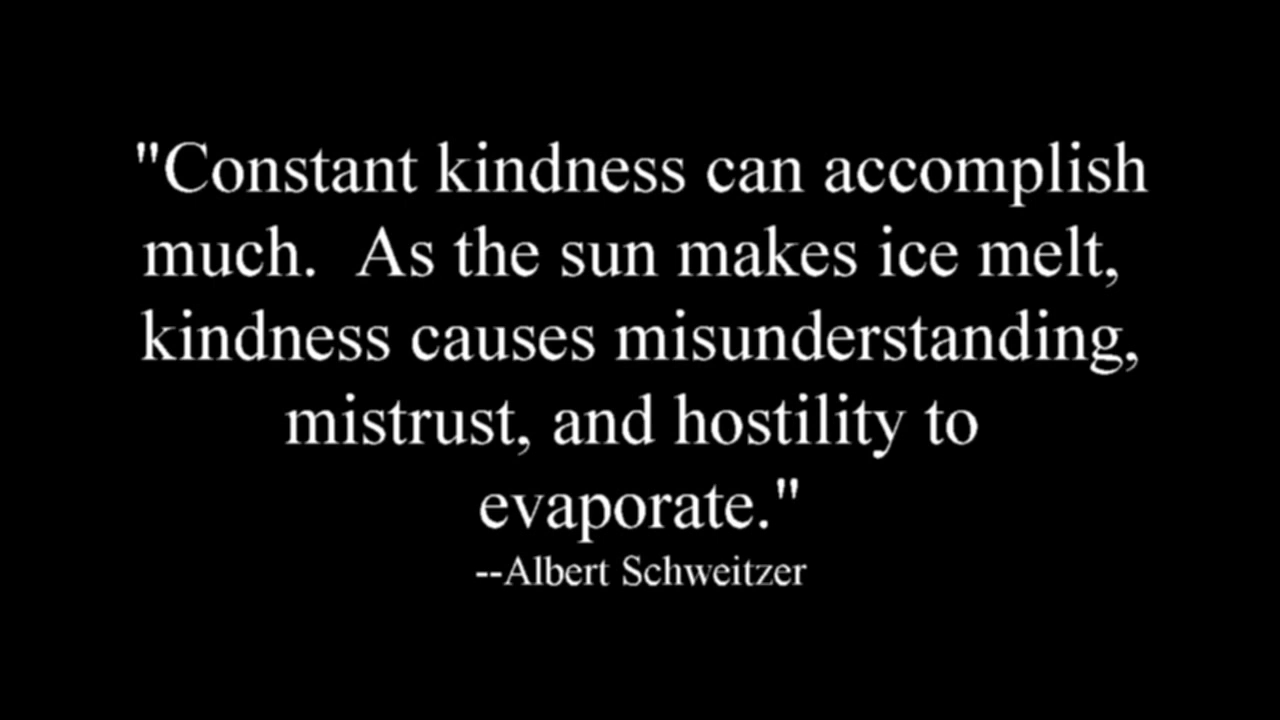 "Constant kindness can accomplish
much.  As the sun makes ice melt,
kindness causes misunderstanding,
mistrust, and hostility to
evaporate."
--Albert Schweitzer